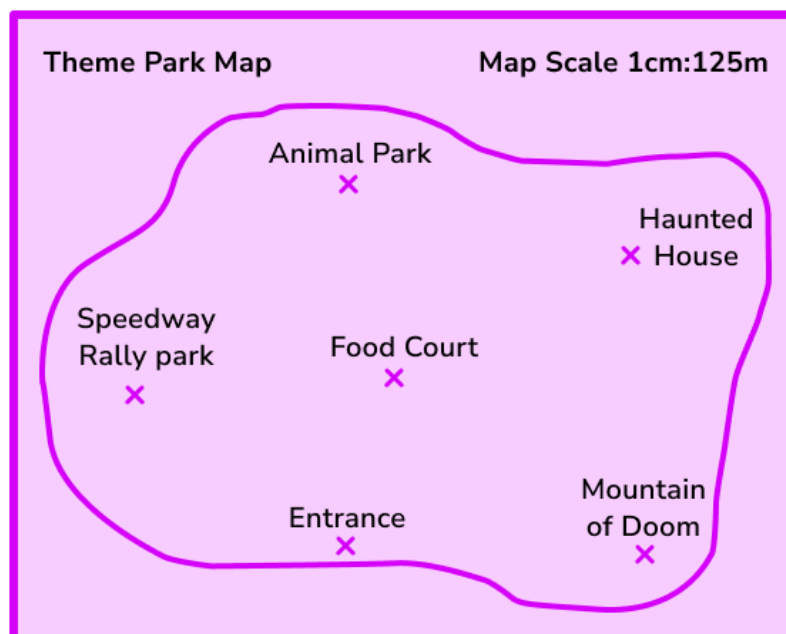 Theme Park Map
Map Scale 1cm:125m
Animal Park
Haunted
House
Speedway
Rally park
Food Court
Mountain
of Doom
Entrance